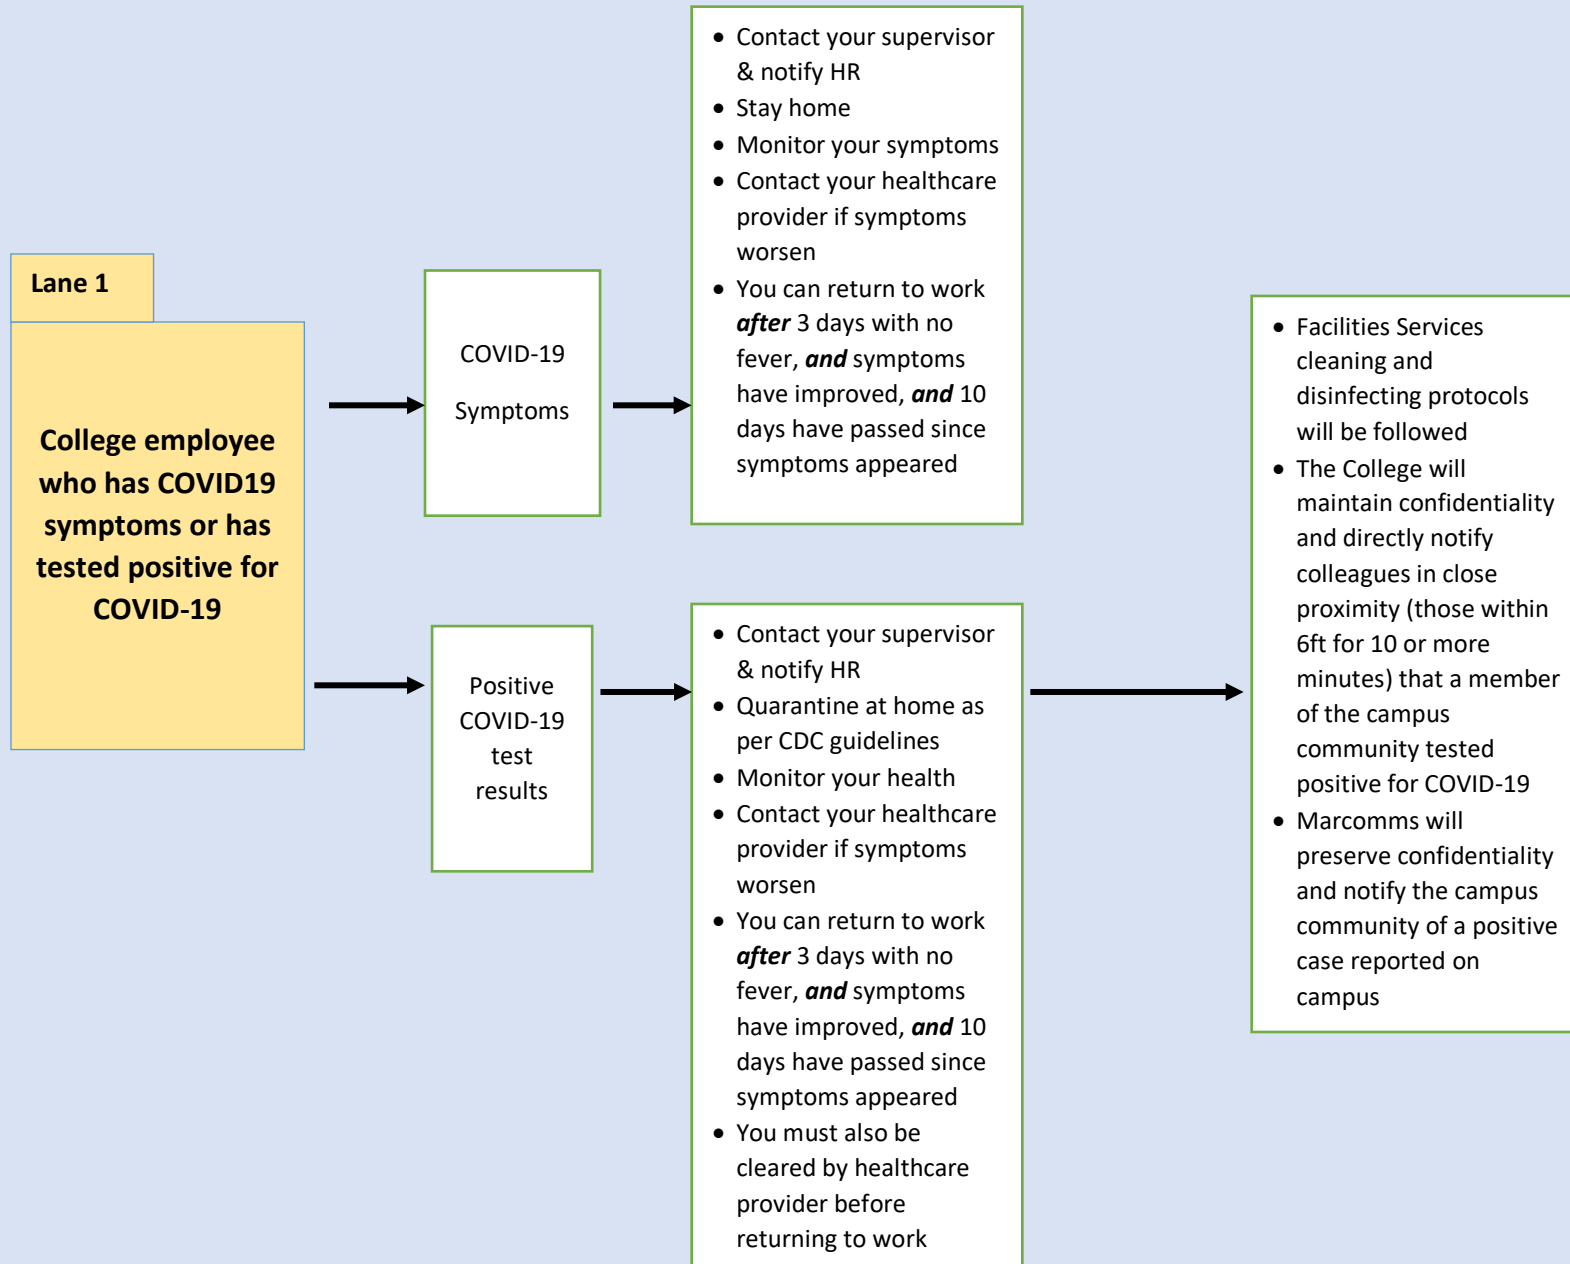 Lane 1
College employee
who has COVID19
symptoms or has
tested positive for
COVID-19
COVID-19
Symptoms
• Contact your supervisor
& notify HR
• Stay home
• Monitor your symptoms
• Contact your healthcare
provider if symptoms
worsen
• You can return to work
after 3 days with no
fever, and symptoms
have improved, and 10
days have passed since
symptoms appeared
Positive
COVID-19
test
results
• Contact your supervisor
& notify HR
• Quarantine at home as
per CDC guidelines
• Monitor your health
• Contact your healthcare
provider if symptoms
worsen
• You can return to work
after 3 days with no
fever, and symptoms
have improved, and 10
days have passed since
symptoms appeared
• You must also be
cleared by healthcare
provider before
returning to work
• Facilities Services
cleaning and
disinfecting protocols
will be followed
• The College will
maintain confidentiality
and directly notify
colleagues in close
proximity (those within
6ft for 10 or more
minutes) that a member
of the campus
community tested
positive for COVID-19
• Marcomms will
preserve confidentiality
and notify the campus
community of a positive
case reported on
campus